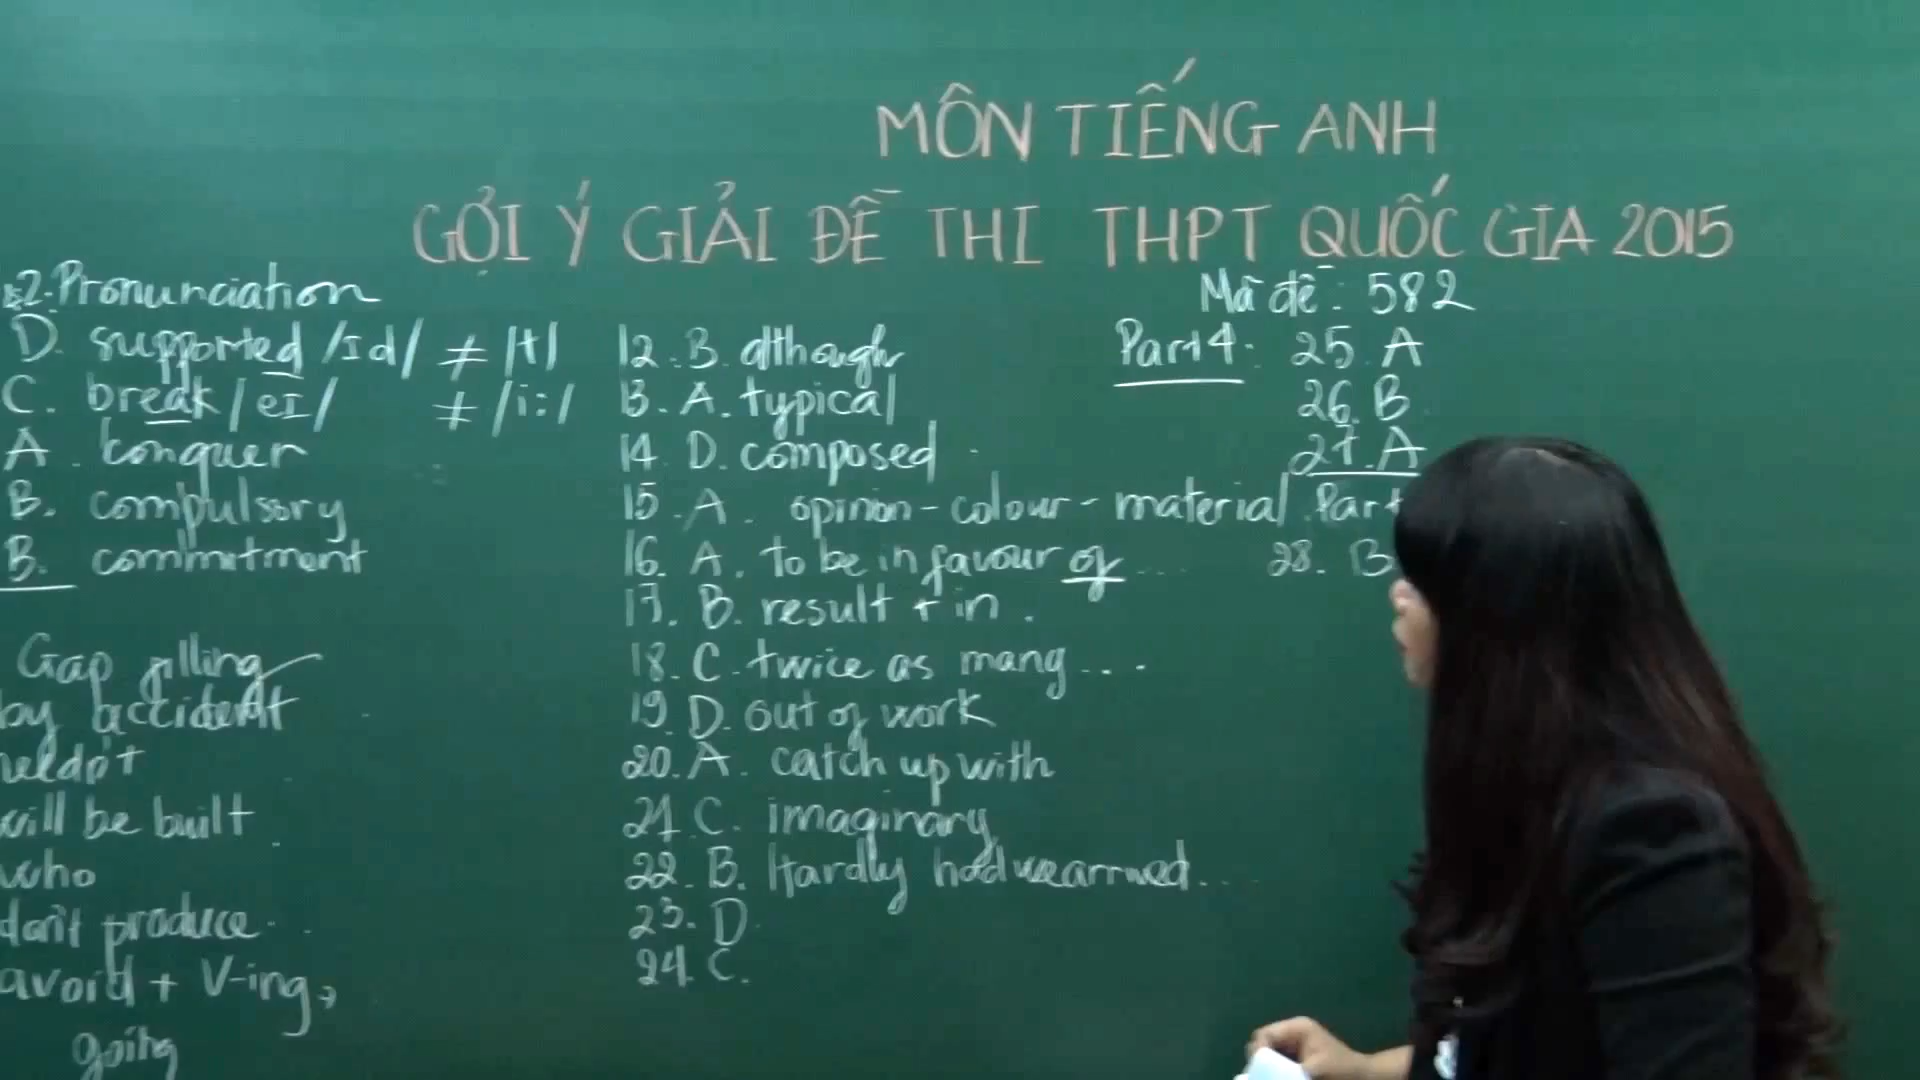 MÔN TIẾNG ANH
GỢI Ý GIẢI ĐỀ THI THPT QUỐC GIA 2015
Mã đề: 582
&2. Pronunciation
D. supported /ɪd/ ≠ /t/
C. break /eɪ/ ≠ /i:/
A. conquer
B. compulsory
B. commitment
Gap filling
by accident
needn't
will be built
who
don't produce
avoid + V-ing →
going
12. B. although
13. A. typical
14. D. composed
15. A. opinion - colour - material
16. A. to be in favour of ...
17. B. result + in.
18. C. twice as many ...
19. D. out of work
20. A. catch up with
21. C. imaginary
22. B. Hardly had we arrived...
23. D
24. C.
Part 4: 25. A
26. B
27. A
Part
28. B